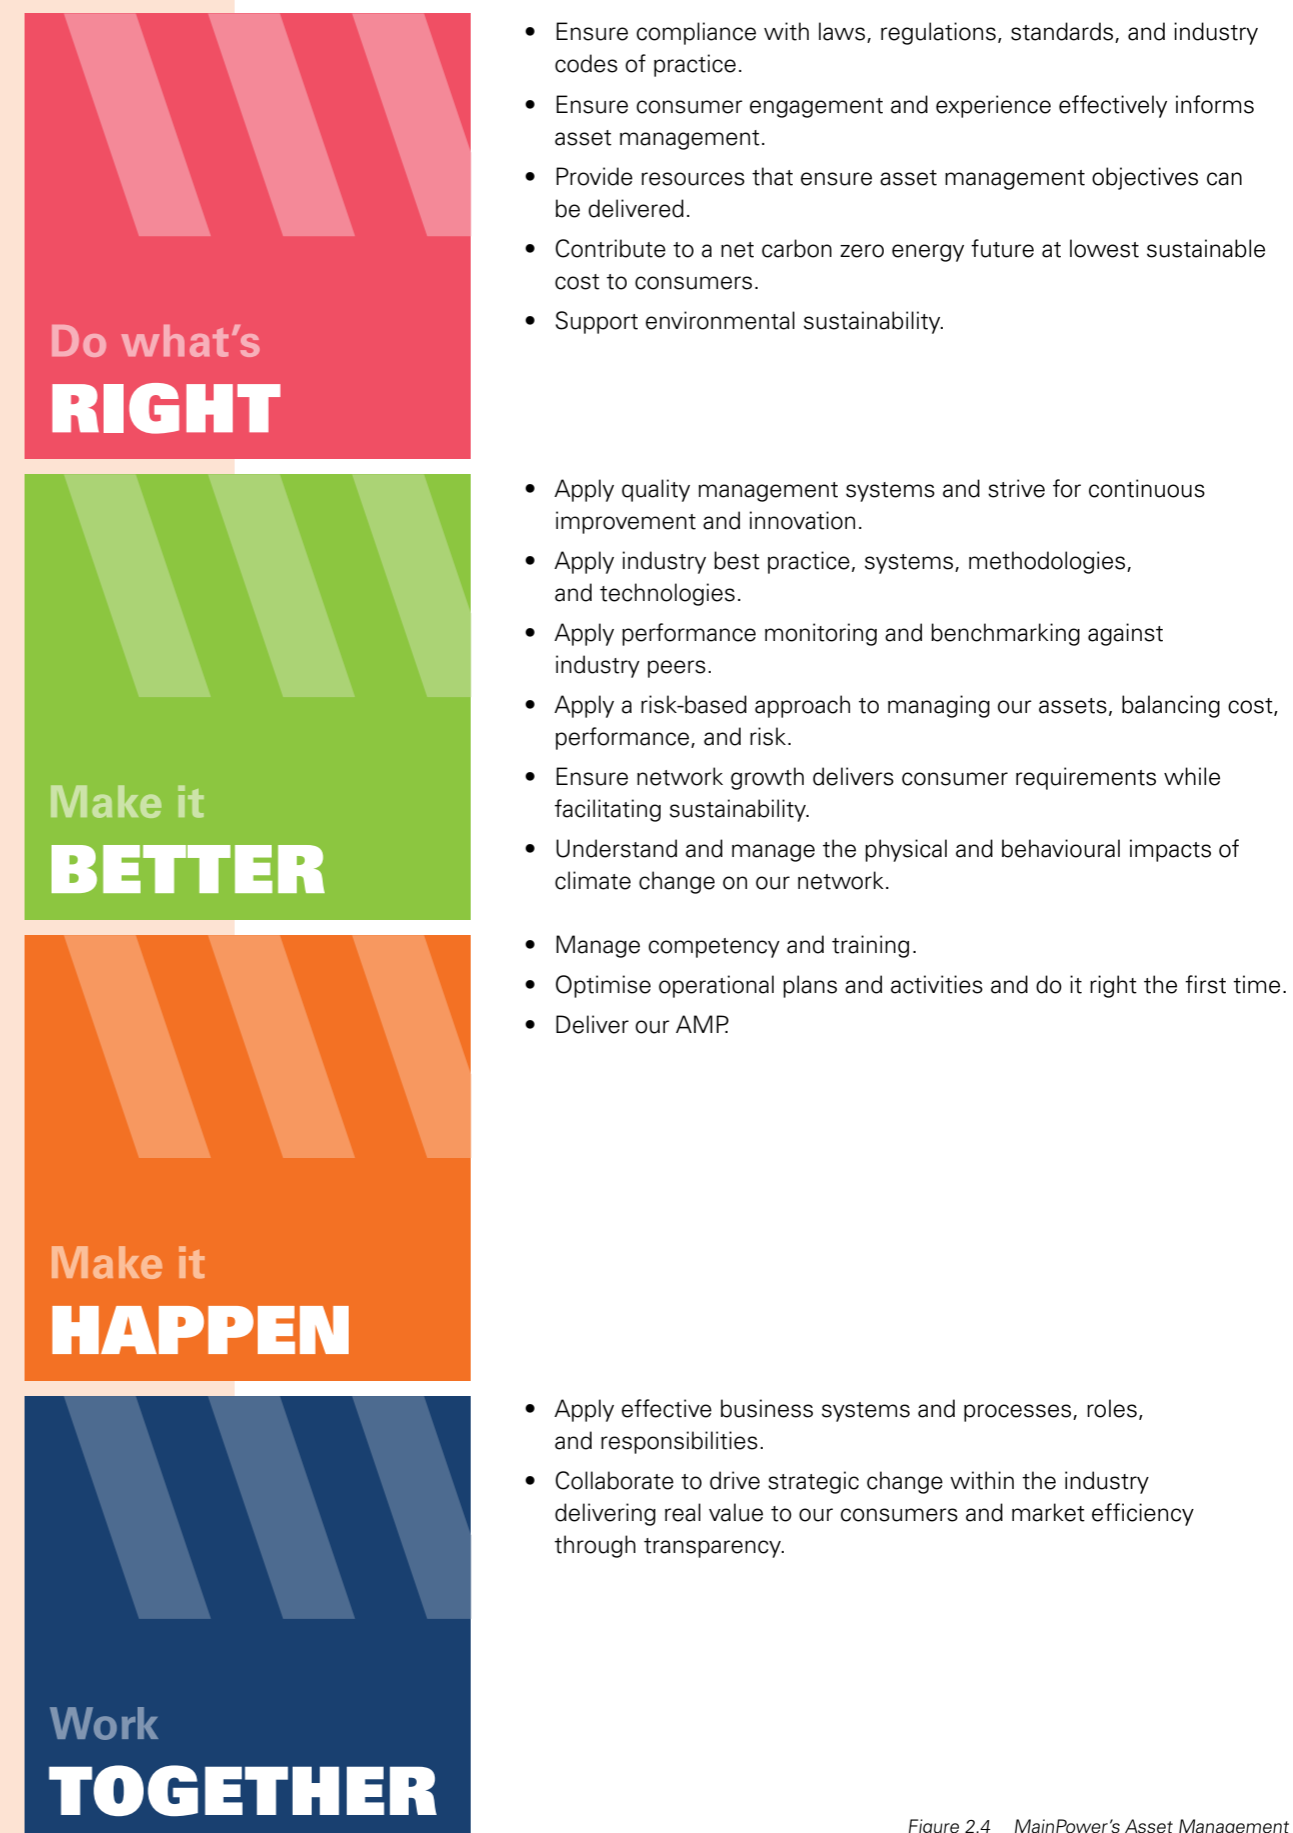 • Ensure compliance with laws, regulations, standards, and industry
codes of practice.
• Ensure consumer engagement and experience effectively informs
asset management.
• Provide resources that ensure asset management objectives can
be delivered.
• Contribute to a net carbon zero energy future at lowest sustainable
cost to consumers.
• Support environmental sustainability.
Do what's
RIGHT
• Apply quality management systems and strive for continuous
improvement and innovation.
• Apply industry best practice, systems, methodologies,
and technologies.
• Apply performance monitoring and benchmarking against
industry peers.
• Apply a risk-based approach to managing our assets, balancing cost,
performance, and risk.
• Ensure network growth delivers consumer requirements while
facilitating sustainability.
• Understand and manage the physical and behavioural impacts of
climate change on our network.
Make it
BETTER
• Manage competency and training.
• Optimise operational plans and activities and do it right the first time.
• Deliver our AMP.
Make it
HAPPEN
• Apply effective business systems and processes, roles,
and responsibilities.
• Collaborate to drive strategic change within the industry
delivering real value to our consumers and market efficiency
through transparency.
Work
TOGETHER
Figure 2.4 MainPower's Asset Management